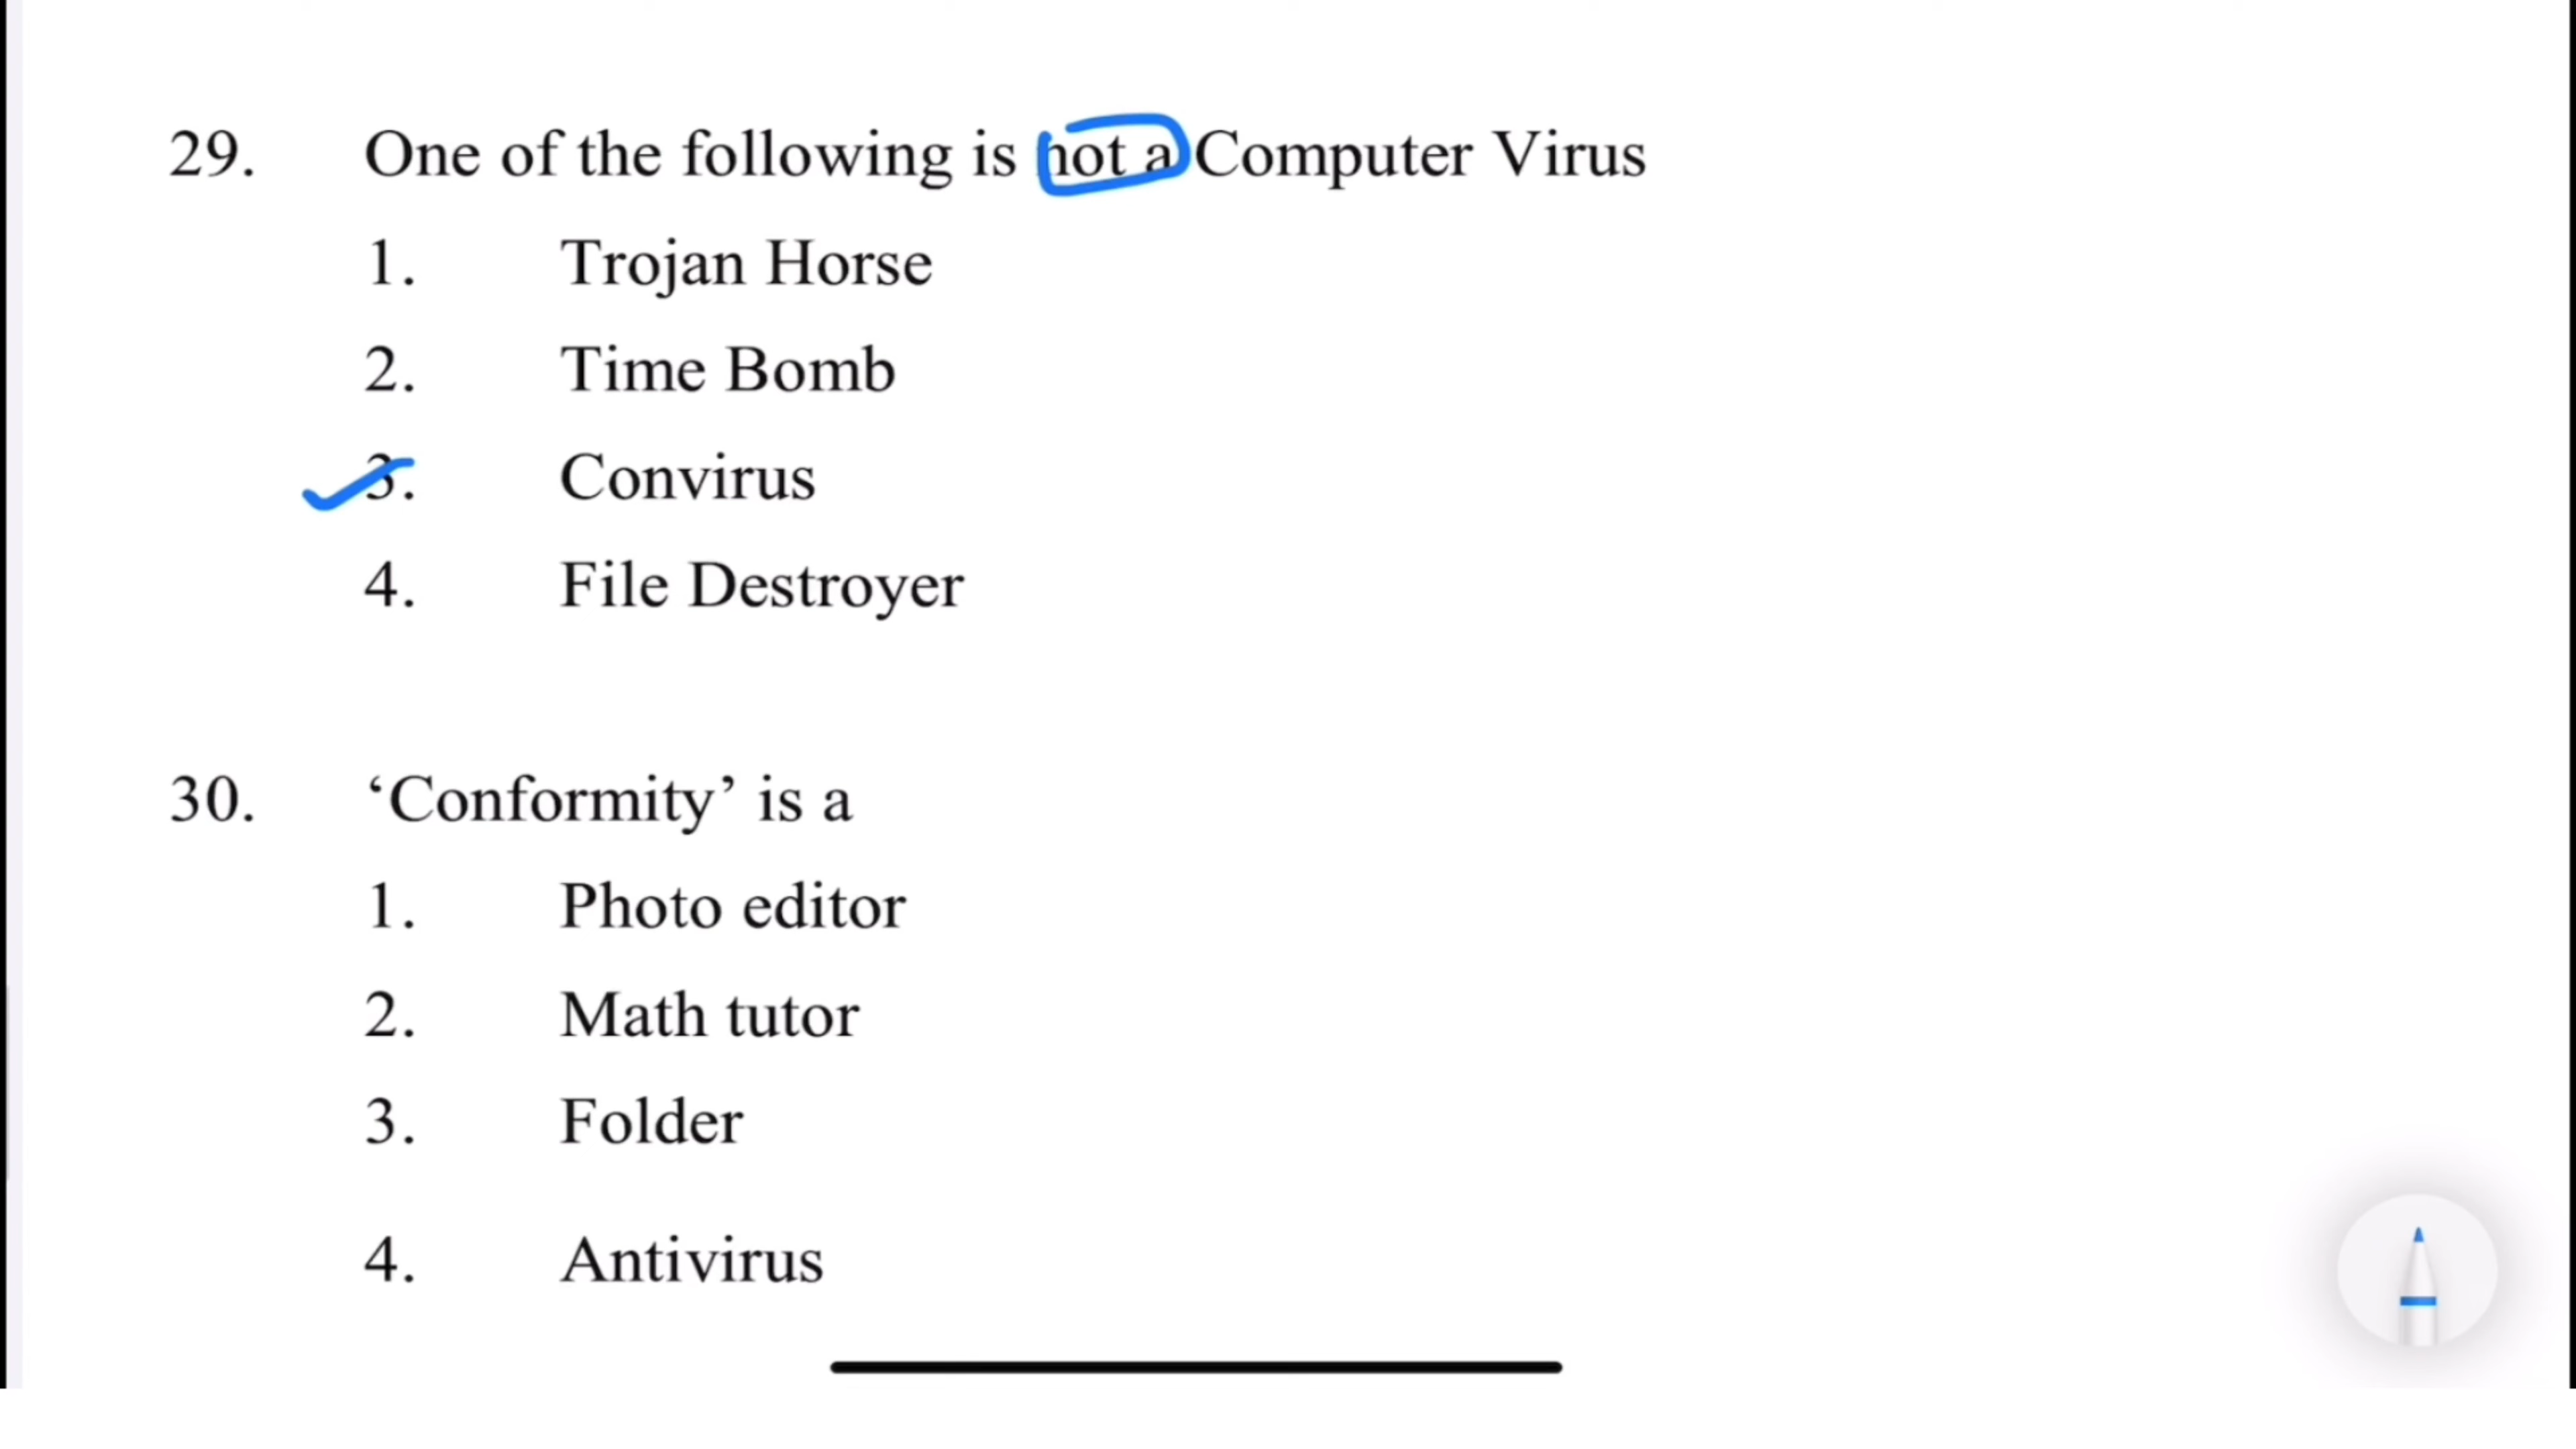 29. One of the following is not a Computer Virus
1. Trojan Horse
2. Time Bomb
3. Convirus
4. File Destroyer
30. ‘Conformity’ is a
1. Photo editor
2. Math tutor
3. Folder
4. Antivirus